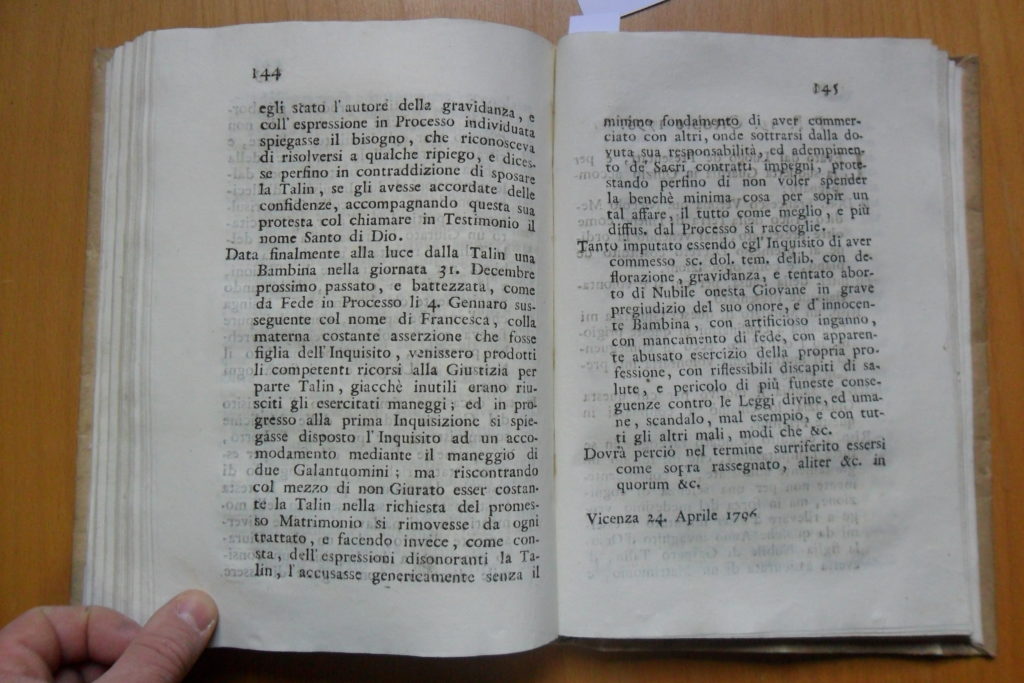 144
egli stato l'autore della gravidanza, e
coll'espressione in Processo individuata
spiegasse il bisogno, che riconosceva
di risolversi a qualche ripiego, e dices-
se perfino in contraddizione di sposare
la Talin, se gli avesse accordate delle
confidenze, accompagnando questa sua
protesta col chiamare in Testimonio il
nome Santo di Dio.
Data finalmente alla luce dalla Talin una
Bambina nella giornata 31. Decembre
prossimo passato, e battezzata, come
da Fede in Processo li 4. Gennaro sus-
seguente col nome di Francesca, colla
materna costante asserzione che fosse
figlia dell'Inquisito, venissero prodotti
li competenti ricorsi alla Giustizia per
parte Talin, giacchè inutili erano riu-
sciti gli esercitati maneggi; ed in pro-
gresso alla prima Inquisizione si spie-
gasse disposto l'Inquisito ad un acco-
modamento mediante il maneggio di
due Galantuomini; ma riscontrando
col mezzo di non Giurato esser costan-
te la Talin nella richiesta del promes-
so Matrimonio si rimovesse da ogni
trattato, e facendo invece, come con-
sta, dell'espressioni disonoranti la Ta-
lin, l'accusasse genericamente senza il
145
minimo fondamento di aver commer-
ciato con altri, onde sottrarsi dalla do-
vuta sua responsabilità, ed adempimen-
to de' Sacri contratti impegni, prote-
stando perfino di non voler spender
la benchè minima cosa per sopir un
tal affare, il tutto come meglio, e più
diffus. dal Processo si raccoglie.
Tanto imputato essendo egl'Inquisito di aver
commesso sc. dol. tem. delib. con de-
florazione, gravidanza, e tentato abor-
to di Nubile onesta Giovane in grave
pregiudizio del suo onore, e d'innocen-
te Bambina, con artificioso inganno,
con mancamento di fede, con apparen-
te abusato esercizio della propria pro-
fessione, con riflessibili discapiti di sa-
lute, e pericolo di più funeste conse-
guenze contro le Leggi divine, ed uma-
ne, scandalo, mal esempio, e con tut-
ti gli altri mali, modi che &c.
Dovrà perciò nel termine surriferito essersi
come sopra rassegnato, aliter &c. in
quorum &c.
Vicenza 24. Aprile 1796